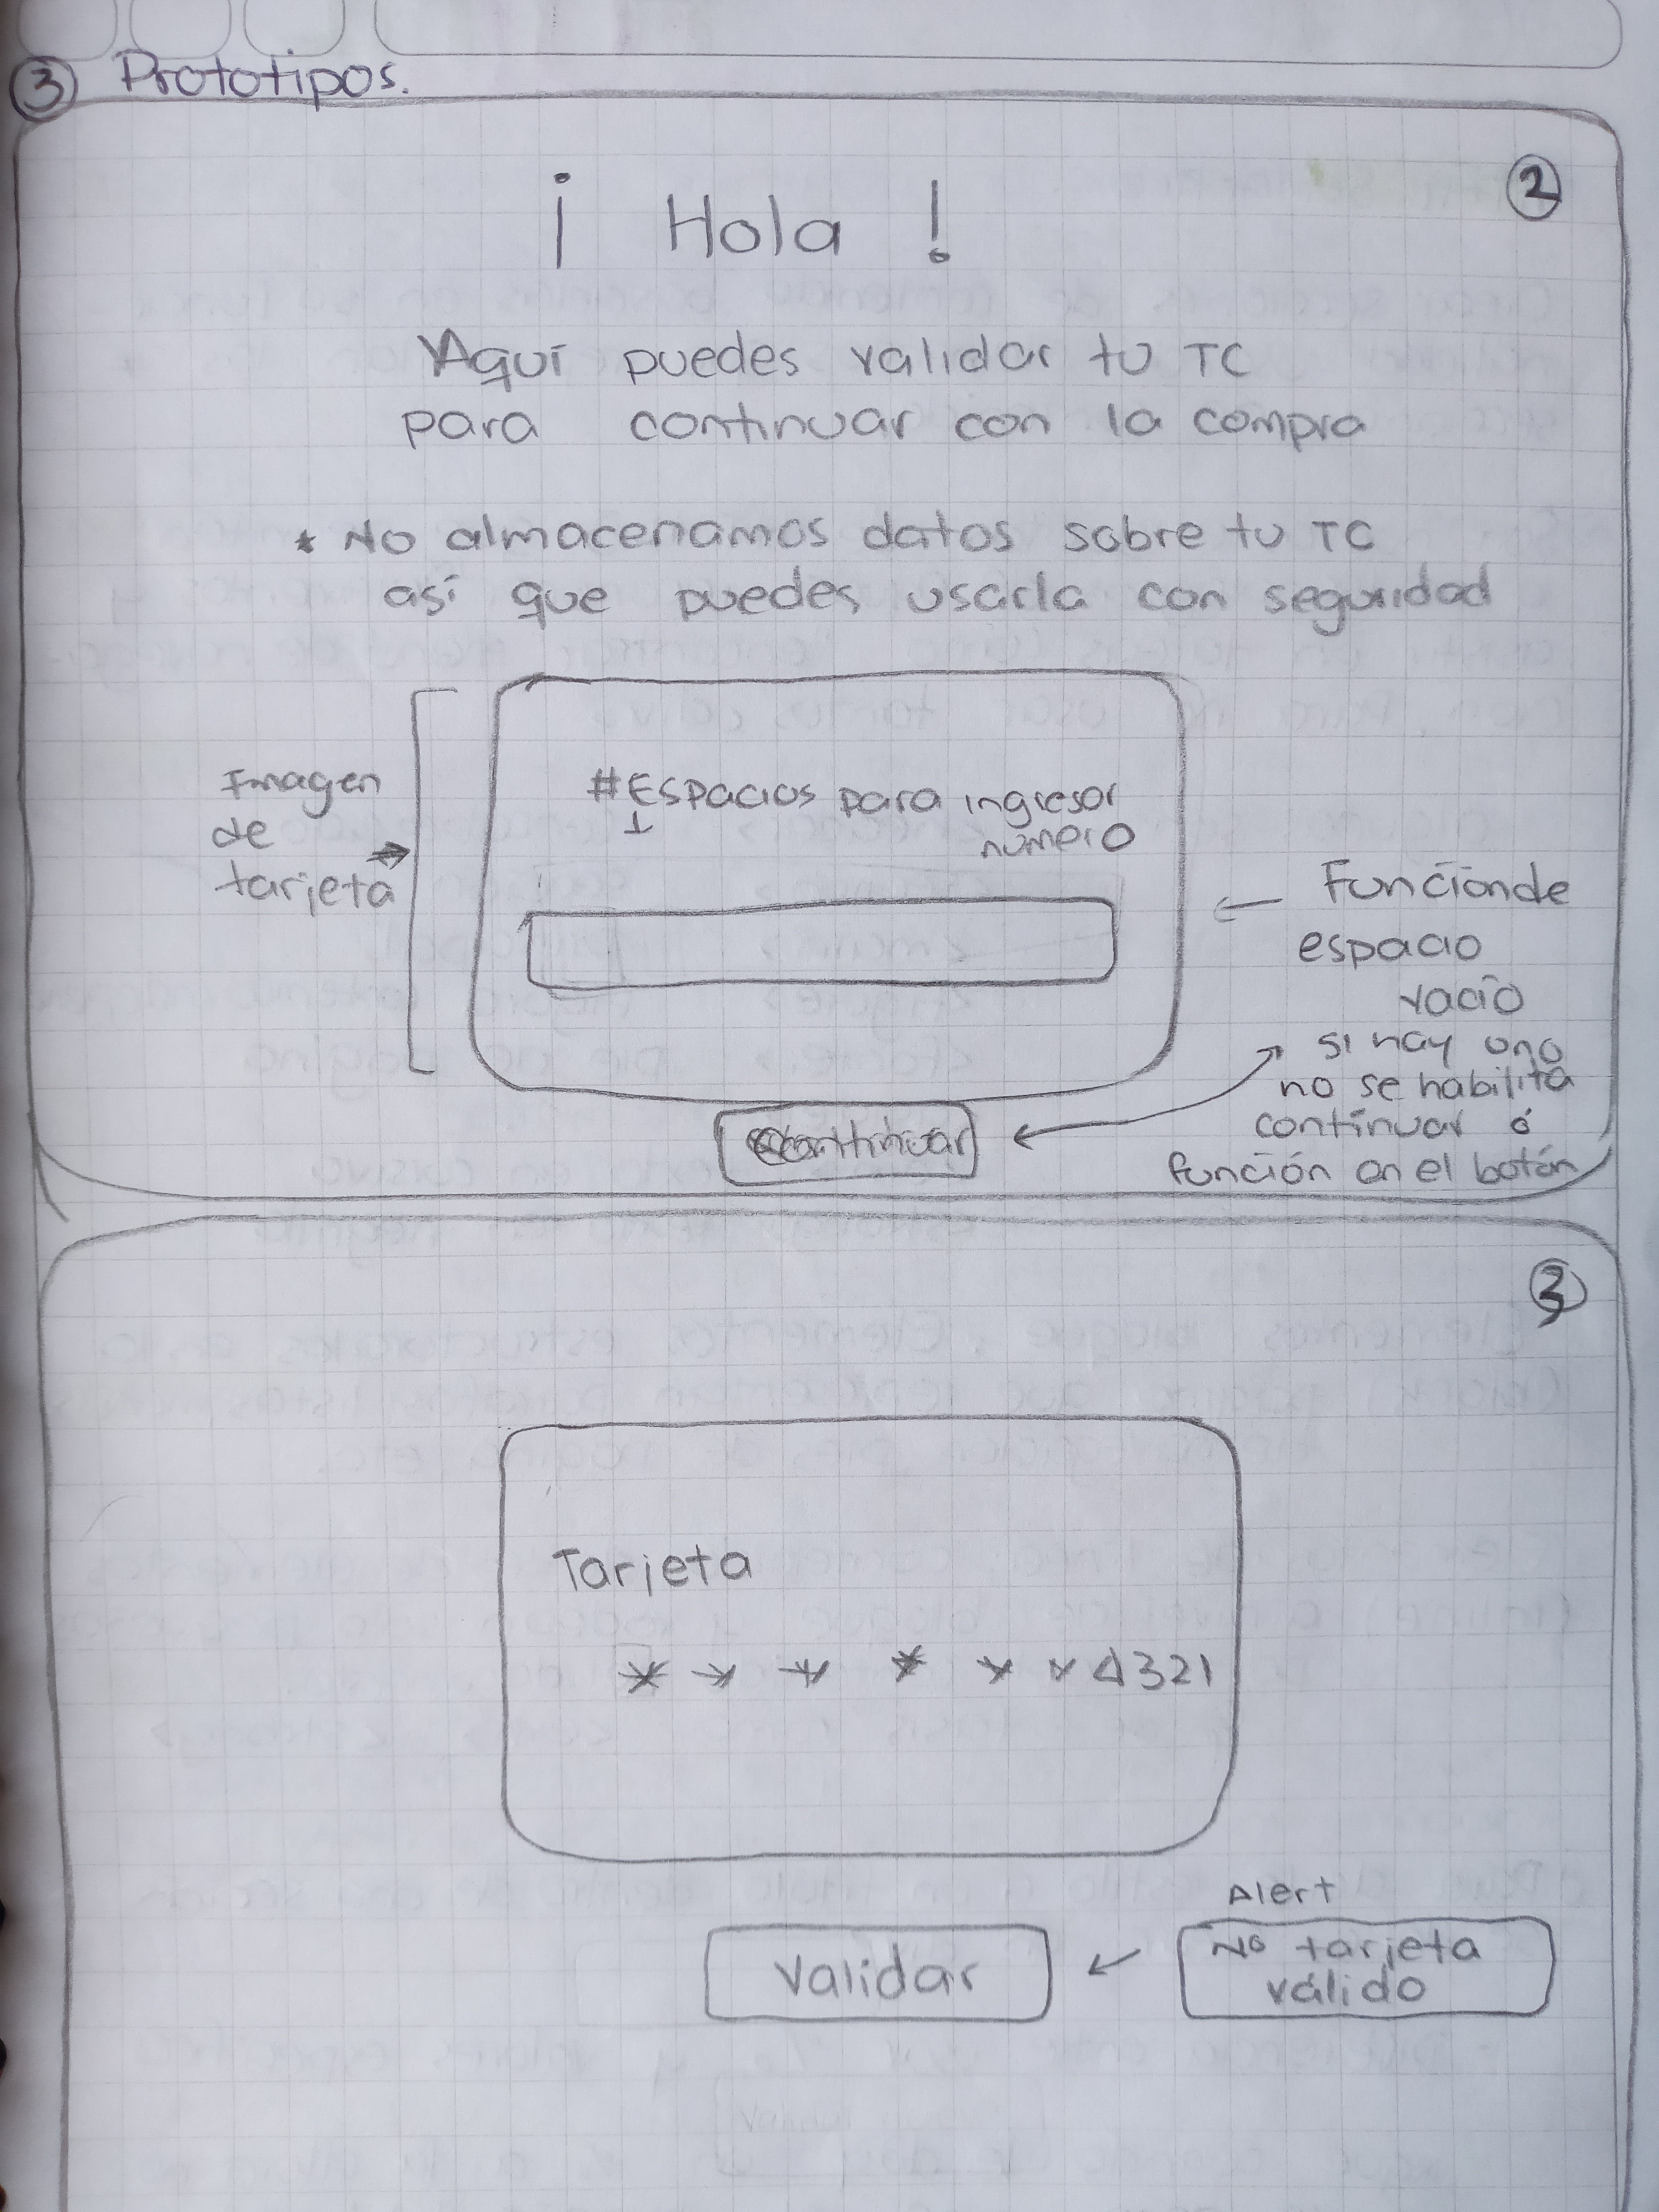 ③ Prototipos.
②
¡ Hola !
Aquí puedes validar tu TC
para continuar con la compra
* No almacenamos datos sobre tu TC
así que puedes usarla con seguridad
Imagen
de
tarjeta
#Espacios para ingresar
número
Funcionde
espacio
vacío
si hay uno
no se habilita
continuar ó
función en el botón
Continuar
③
Tarjeta
* * * * * * 4321
Alert
Validar
No tarjeta
válido